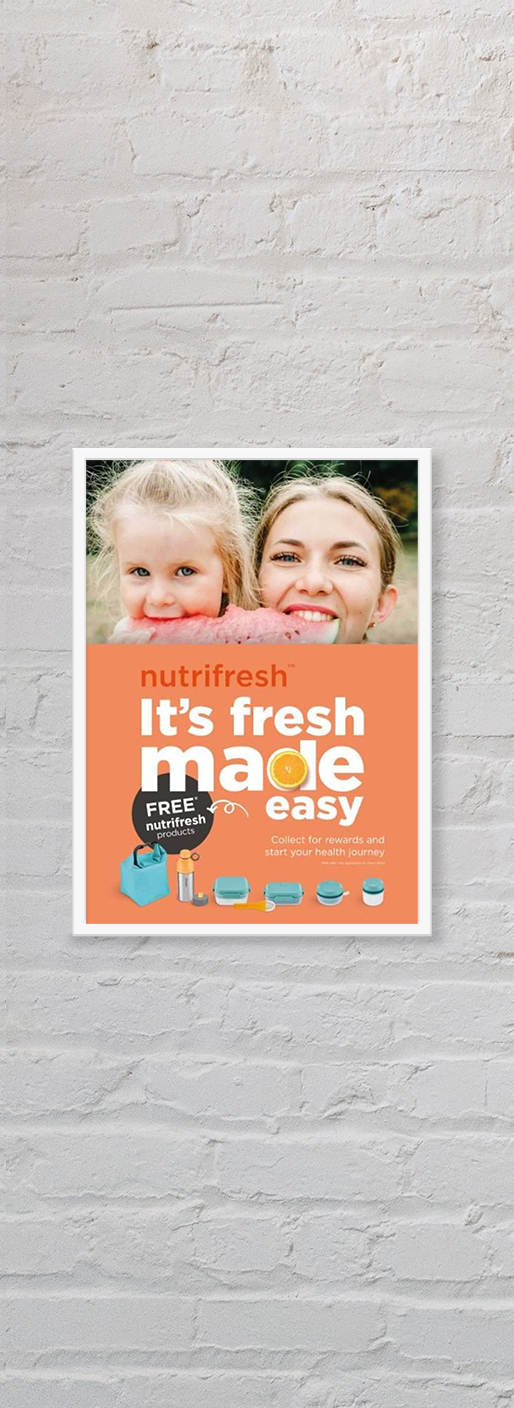 nutrifresh™
It's fresh
made
easy
FREE*
nutrifresh
products
Collect for rewards and
start your health journey